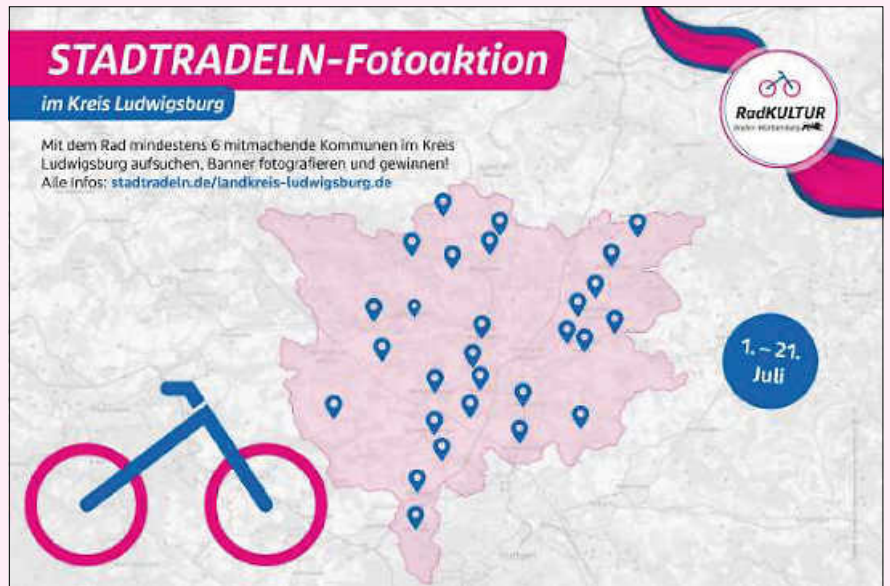 STADTRADELN-Fotoaktion
im Kreis Ludwigsburg
Mit dem Rad mindestens 6 mitmachende Kommunen im Kreis
Ludwigsburg aufsuchen, Banner fotografieren und gewinnen!
Alle Infos: stadtradeln.de/landkreis-ludwigsburg.de
RadKULTUR
Baden-Württemberg
1. – 21.
Juli